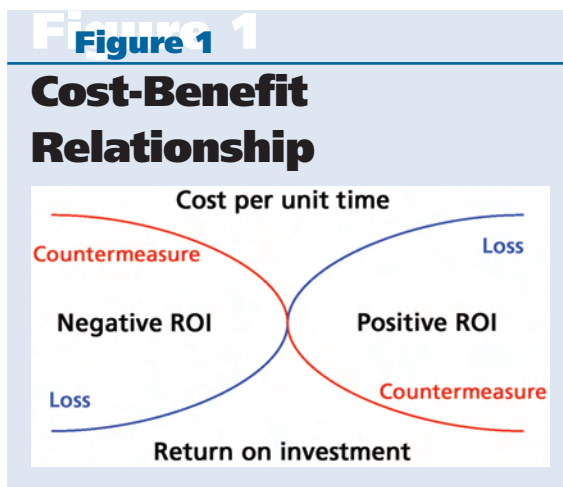 Figure 1
Figure 1
Cost-Benefit
Relationship
Cost per unit time
Countermeasure
Loss
Negative ROI
Positive ROI
Loss
Countermeasure
Return on investment